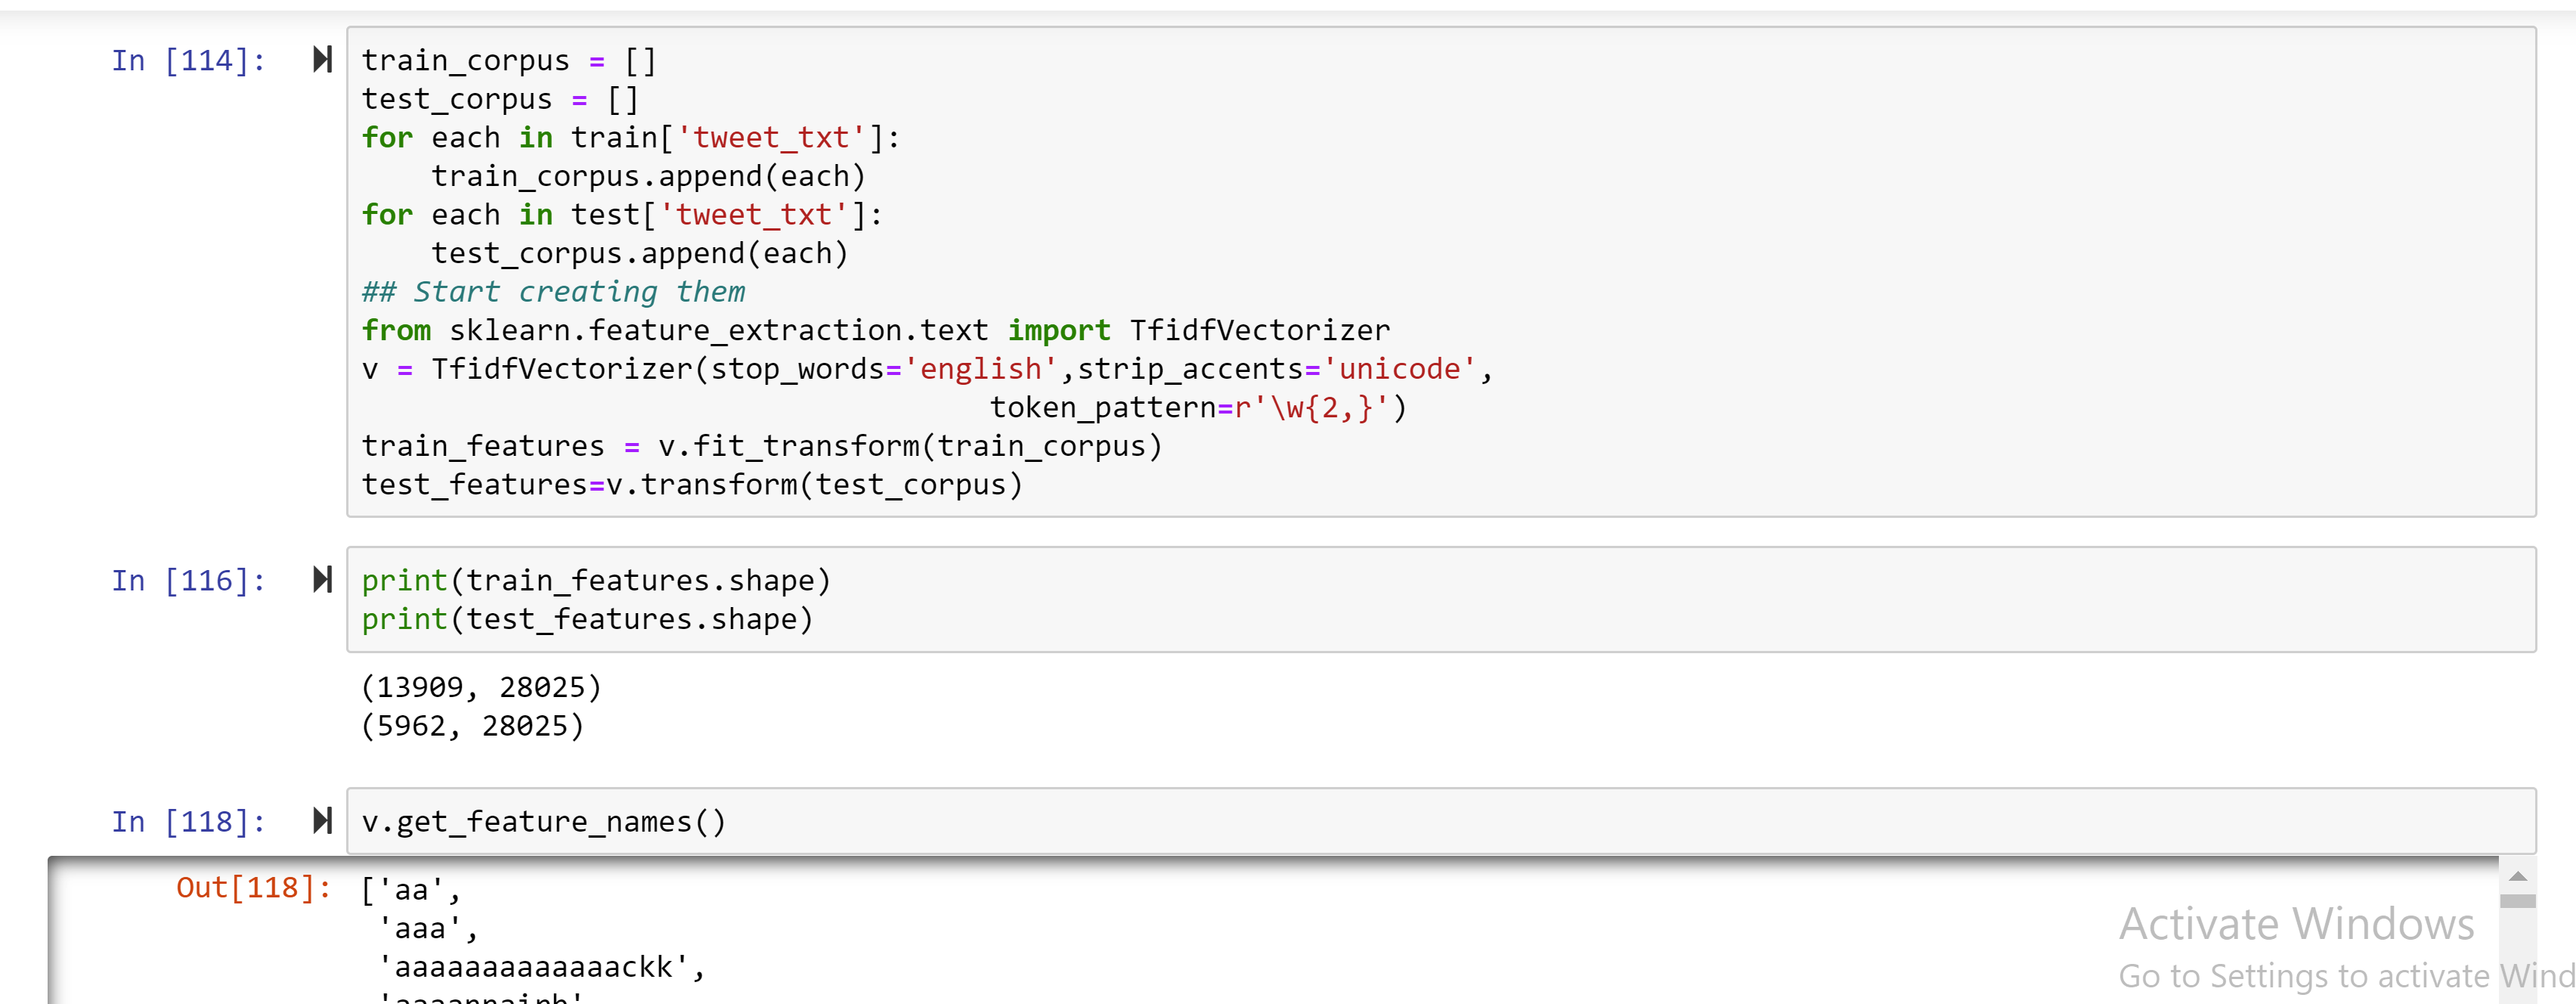 In [114]:
train_corpus = []
test_corpus = []
for each in train['tweet_txt']:
    train_corpus.append(each)
for each in test['tweet_txt']:
    test_corpus.append(each)
## Start creating them
from sklearn.feature_extraction.text import TfidfVectorizer
v = TfidfVectorizer(stop_words='english',strip_accents='unicode',
                                    token_pattern=r'\w{2,}')
train_features = v.fit_transform(train_corpus)
test_features=v.transform(test_corpus)
In [116]:
print(train_features.shape)
print(test_features.shape)
(13909, 28025)
(5962, 28025)
In [118]:
v.get_feature_names()
Out[118]:
['aa',
'aaa',
'aaaaaaaaaaaaaackk',
Activate Windows
Go to Settings to activate Wind